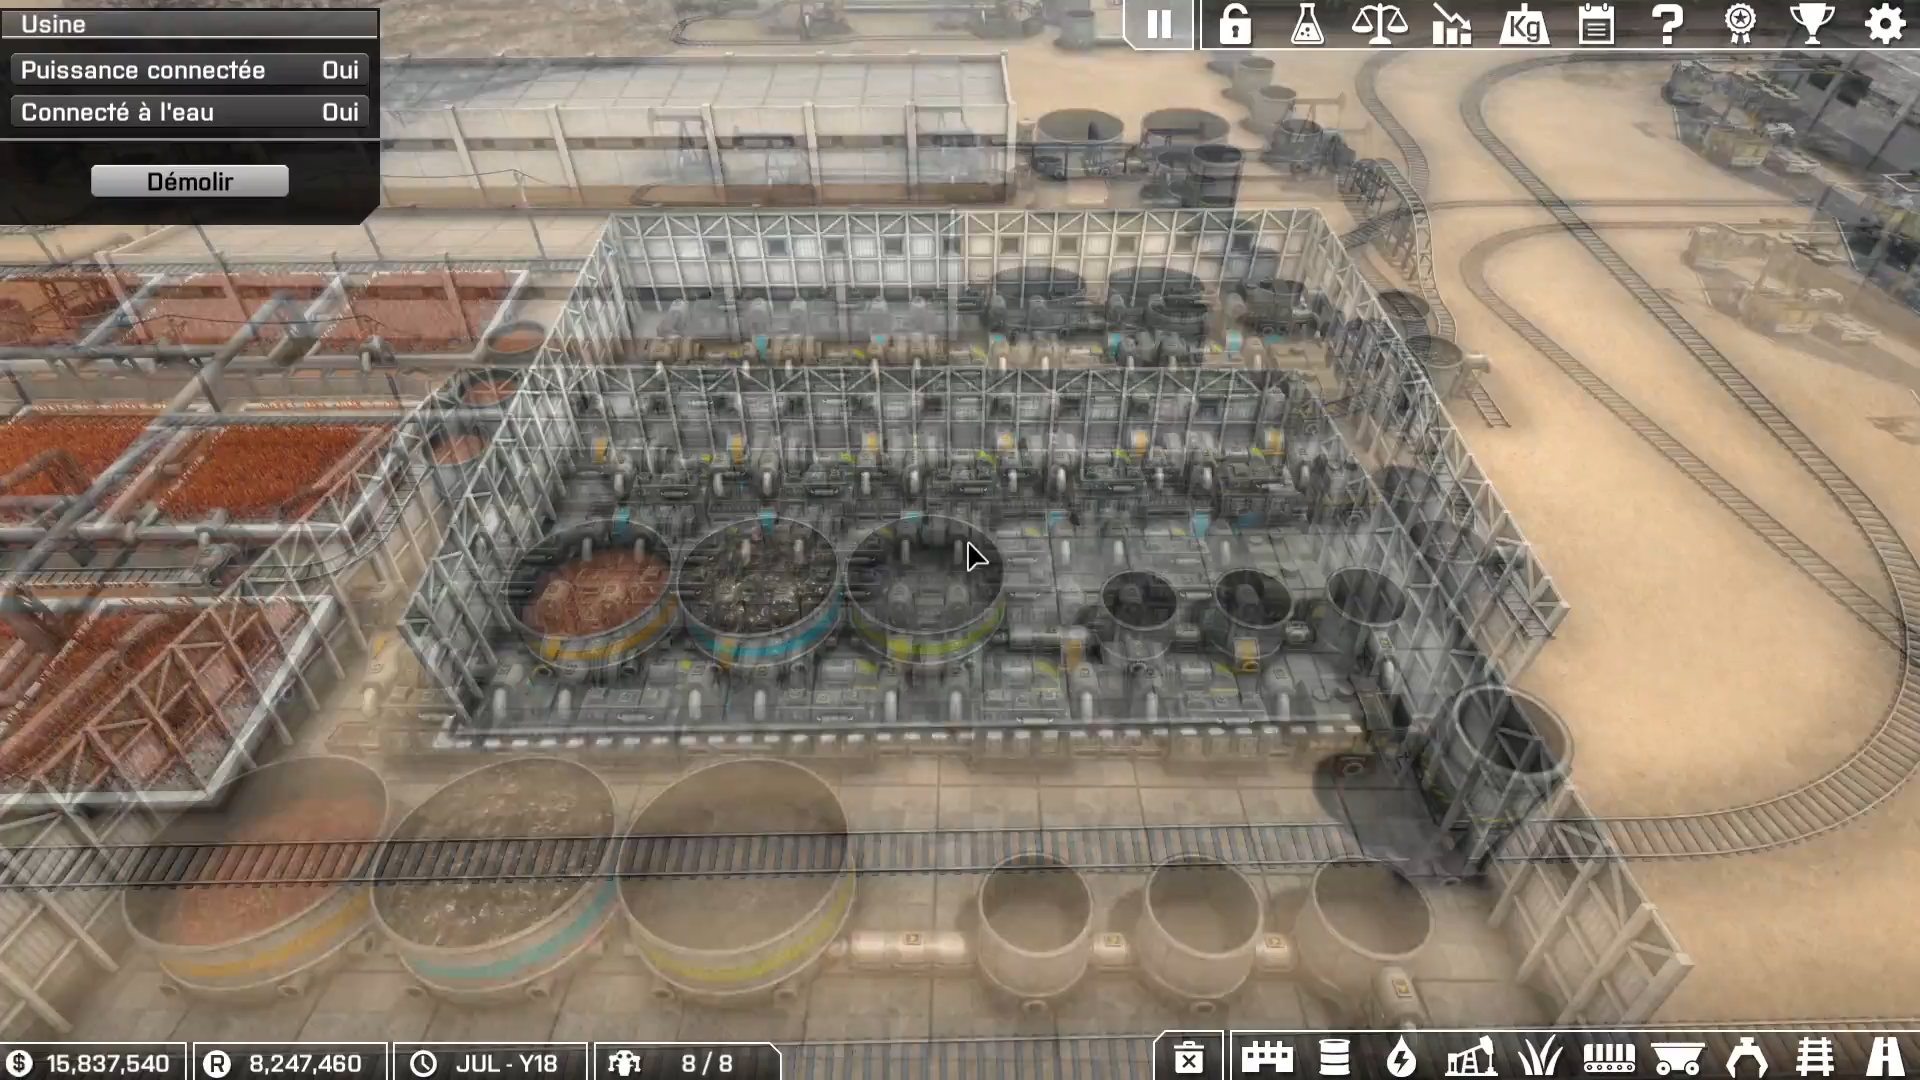 Usine
Puissance connectée Oui
Connecté à l'eau Oui
Démolir
Kg
?
$ 15,837,540
R 8,247,460
JUL - Y18
8 / 8